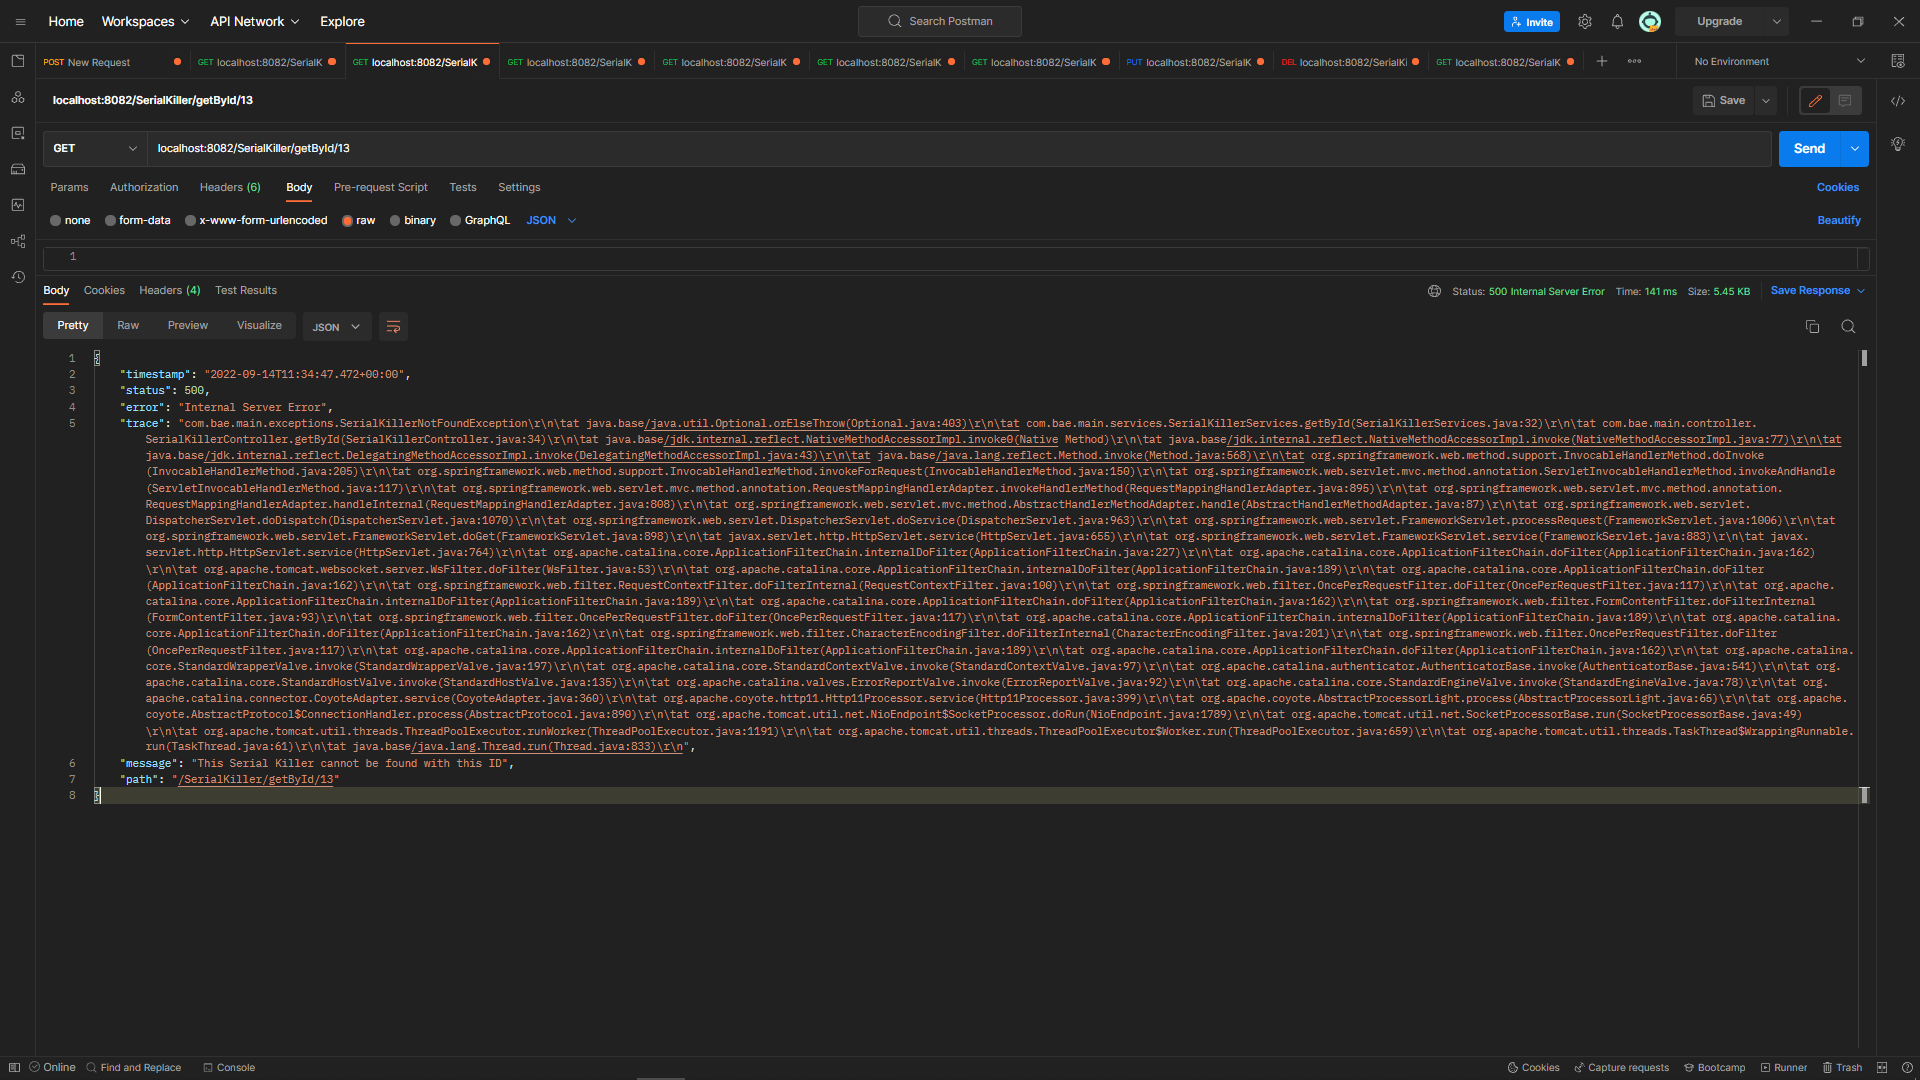 Home Workspaces API Network Explore Search Postman Invite Upgrade
POST New Request GET localhost:8082/SerialK GET localhost:8082/SerialK GET localhost:8082/SerialK GET localhost:8082/SerialK GET localhost:8082/SerialK GET localhost:8082/SerialK PUT localhost:8082/SerialK DEL localhost:8082/SerialKi GET localhost:8082/SerialK No Environment
localhost:8082/SerialKiller/getById/13 Save
GET localhost:8082/SerialKiller/getById/13 Send
Params Authorization Headers (6) Body Pre-request Script Tests Settings Cookies
none form-data x-www-form-urlencoded raw binary GraphQL JSON Beautify
1
Body Cookies Headers (4) Test Results Status: 500 Internal Server Error Time: 141 ms Size: 5.45 KB Save Response
Pretty Raw Preview Visualize JSON
1 {
2 "timestamp": "2022-09-14T11:34:47.472+00:00",
3 "status": 500,
4 "error": "Internal Server Error",
5 "trace": "com.bae.main.exceptions.SerialKillerNotFoundException\r\n\tat java.base/java.util.Optional.orElseThrow(Optional.java:403)\r\n\tat com.bae.main.services.SerialKillerServices.getById(SerialKillerServices.java:32)\r\n\tat com.bae.main.controller.
SerialKillerController.getById(SerialKillerController.java:34)\r\n\tat java.base/jdk.internal.reflect.NativeMethodAccessorImpl.invoke0(Native Method)\r\n\tat java.base/jdk.internal.reflect.NativeMethodAccessorImpl.invoke(NativeMethodAccessorImpl.java:77)\r\n\tat
java.base/jdk.internal.reflect.DelegatingMethodAccessorImpl.invoke(DelegatingMethodAccessorImpl.java:43)\r\n\tat java.base/java.lang.reflect.Method.invoke(Method.java:568)\r\n\tat org.springframework.web.method.support.InvocableHandlerMethod.doInvoke
(InvocableHandlerMethod.java:205)\r\n\tat org.springframework.web.method.support.InvocableHandlerMethod.invokeForRequest(InvocableHandlerMethod.java:150)\r\n\tat org.springframework.web.servlet.mvc.method.annotation.ServletInvocableHandlerMethod.invokeAndHandle
(ServletInvocableHandlerMethod.java:117)\r\n\tat org.springframework.web.servlet.mvc.method.annotation.RequestMappingHandlerAdapter.invokeHandlerMethod(RequestMappingHandlerAdapter.java:895)\r\n\tat org.springframework.web.servlet.mvc.method.annotation.
RequestMappingHandlerAdapter.handleInternal(RequestMappingHandlerAdapter.java:808)\r\n\tat org.springframework.web.servlet.mvc.method.AbstractHandlerMethodAdapter.handle(AbstractHandlerMethodAdapter.java:87)\r\n\tat org.springframework.web.servlet.
DispatcherServlet.doDispatch(DispatcherServlet.java:1070)\r\n\tat org.springframework.web.servlet.DispatcherServlet.doService(DispatcherServlet.java:963)\r\n\tat org.springframework.web.servlet.FrameworkServlet.processRequest(FrameworkServlet.java:1006)\r\n\tat
org.springframework.web.servlet.FrameworkServlet.doGet(FrameworkServlet.java:898)\r\n\tat javax.servlet.http.HttpServlet.service(HttpServlet.java:655)\r\n\tat org.springframework.web.servlet.FrameworkServlet.service(FrameworkServlet.java:883)\r\n\tat javax.
servlet.http.HttpServlet.service(HttpServlet.java:764)\r\n\tat org.apache.catalina.core.ApplicationFilterChain.internalDoFilter(ApplicationFilterChain.java:227)\r\n\tat org.apache.catalina.core.ApplicationFilterChain.doFilter(ApplicationFilterChain.java:162)
\r\n\tat org.apache.tomcat.websocket.server.WsFilter.doFilter(WsFilter.java:53)\r\n\tat org.apache.catalina.core.ApplicationFilterChain.internalDoFilter(ApplicationFilterChain.java:189)\r\n\tat org.apache.catalina.core.ApplicationFilterChain.doFilter
(ApplicationFilterChain.java:162)\r\n\tat org.springframework.web.filter.RequestContextFilter.doFilterInternal(RequestContextFilter.java:100)\r\n\tat org.springframework.web.filter.OncePerRequestFilter.doFilter(OncePerRequestFilter.java:117)\r\n\tat org.apache.
catalina.core.ApplicationFilterChain.internalDoFilter(ApplicationFilterChain.java:189)\r\n\tat org.apache.catalina.core.ApplicationFilterChain.doFilter(ApplicationFilterChain.java:162)\r\n\tat org.springframework.web.filter.FormContentFilter.doFilterInternal
(FormContentFilter.java:93)\r\n\tat org.springframework.web.filter.OncePerRequestFilter.doFilter(OncePerRequestFilter.java:117)\r\n\tat org.apache.catalina.core.ApplicationFilterChain.internalDoFilter(ApplicationFilterChain.java:189)\r\n\tat org.apache.catalina.
core.ApplicationFilterChain.doFilter(ApplicationFilterChain.java:162)\r\n\tat org.springframework.web.filter.CharacterEncodingFilter.doFilterInternal(CharacterEncodingFilter.java:201)\r\n\tat org.springframework.web.filter.OncePerRequestFilter.doFilter
(OncePerRequestFilter.java:117)\r\n\tat org.apache.catalina.core.ApplicationFilterChain.internalDoFilter(ApplicationFilterChain.java:189)\r\n\tat org.apache.catalina.core.ApplicationFilterChain.doFilter(ApplicationFilterChain.java:162)\r\n\tat org.apache.catalina.
core.StandardWrapperValve.invoke(StandardWrapperValve.java:197)\r\n\tat org.apache.catalina.core.StandardContextValve.invoke(StandardContextValve.java:97)\r\n\tat org.apache.catalina.authenticator.AuthenticatorBase.invoke(AuthenticatorBase.java:541)\r\n\tat org.
apache.catalina.core.StandardHostValve.invoke(StandardHostValve.java:135)\r\n\tat org.apache.catalina.valves.ErrorReportValve.invoke(ErrorReportValve.java:92)\r\n\tat org.apache.catalina.core.StandardEngineValve.invoke(StandardEngineValve.java:78)\r\n\tat org.
apache.catalina.connector.CoyoteAdapter.service(CoyoteAdapter.java:360)\r\n\tat org.apache.coyote.http11.Http11Processor.service(Http11Processor.java:399)\r\n\tat org.apache.coyote.AbstractProcessorLight.process(AbstractProcessorLight.java:65)\r\n\tat org.apache.
coyote.AbstractProtocol$ConnectionHandler.process(AbstractProtocol.java:890)\r\n\tat org.apache.tomcat.util.net.NioEndpoint$SocketProcessor.doRun(NioEndpoint.java:1789)\r\n\tat org.apache.tomcat.util.net.SocketProcessorBase.run(SocketProcessorBase.java:49)
\r\n\tat org.apache.tomcat.util.threads.ThreadPoolExecutor.runWorker(ThreadPoolExecutor.java:1191)\r\n\tat org.apache.tomcat.util.threads.ThreadPoolExecutor$Worker.run(ThreadPoolExecutor.java:659)\r\n\tat org.apache.tomcat.util.threads.TaskThread$WrappingRunnable.
run(TaskThread.java:61)\r\n\tat java.base/java.lang.Thread.run(Thread.java:833)\r\n",
6 "message": "This Serial Killer cannot be found with this ID",
7 "path": "/SerialKiller/getById/13"
8 }
Online Find and Replace Console Cookies Capture requests Bootcamp Runner Trash